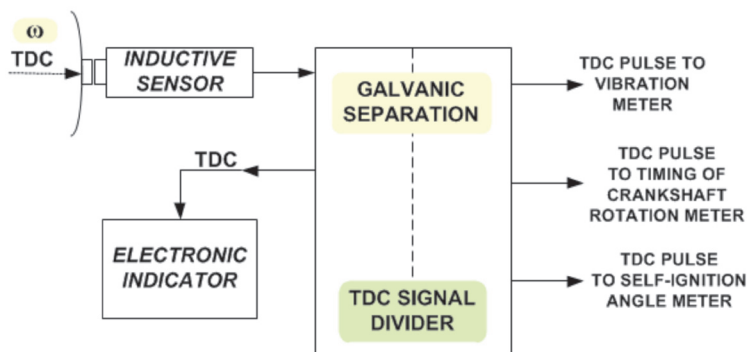 ω
TDC
INDUCTIVE
SENSOR
GALVANIC
SEPARATION
TDC PULSE TO
VIBRATION
METER
TDC
TDC PULSE
TO TIMING OF
CRANKSHAFT
ROTATION METER
ELECTRONIC
INDICATOR
TDC SIGNAL
DIVIDER
TDC PULSE
TO SELF-IGNITION
ANGLE METER